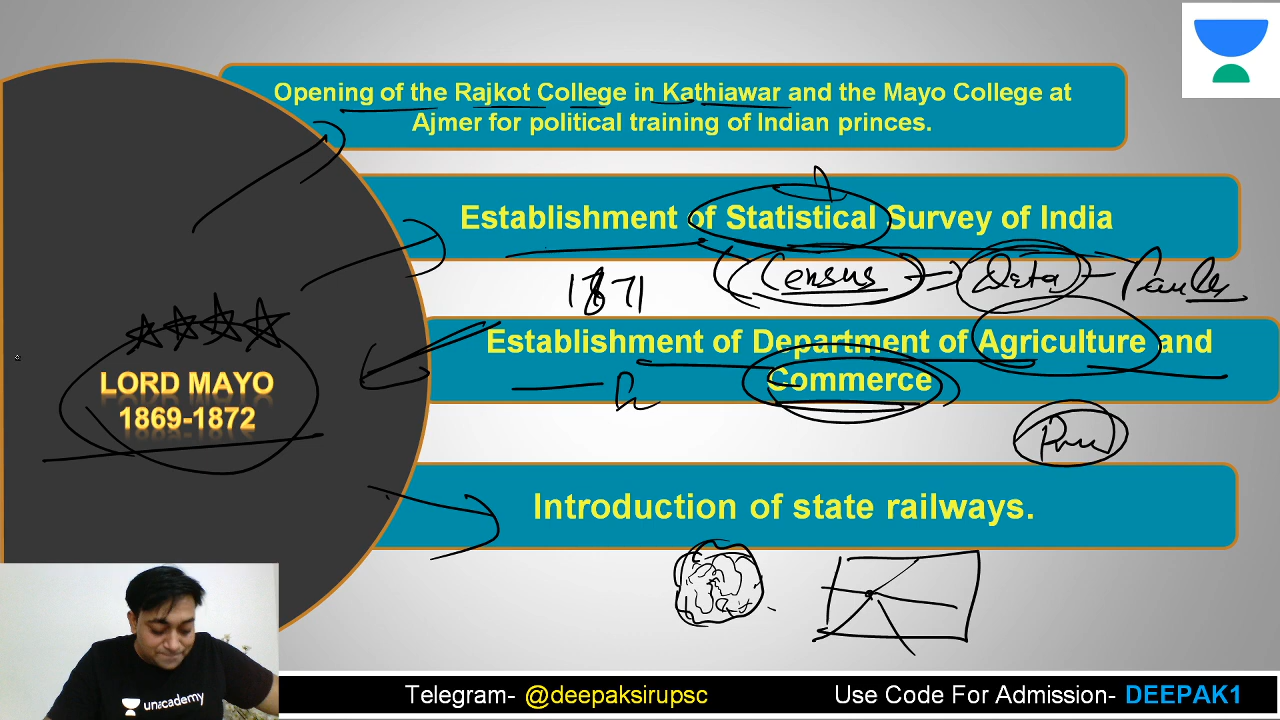 Opening of the Rajkot College in Kathiawar and the Mayo College at
Ajmer for political training of Indian princes.
Establishment of Statistical Survey of India
1871 Census Data
Establishment of Department of Agriculture and
Commerce
LORD MAYO
1869-1872
Introduction of state railways.
unacademy
Telegram- @deepaksirupsc
Use Code For Admission- DEEPAK1